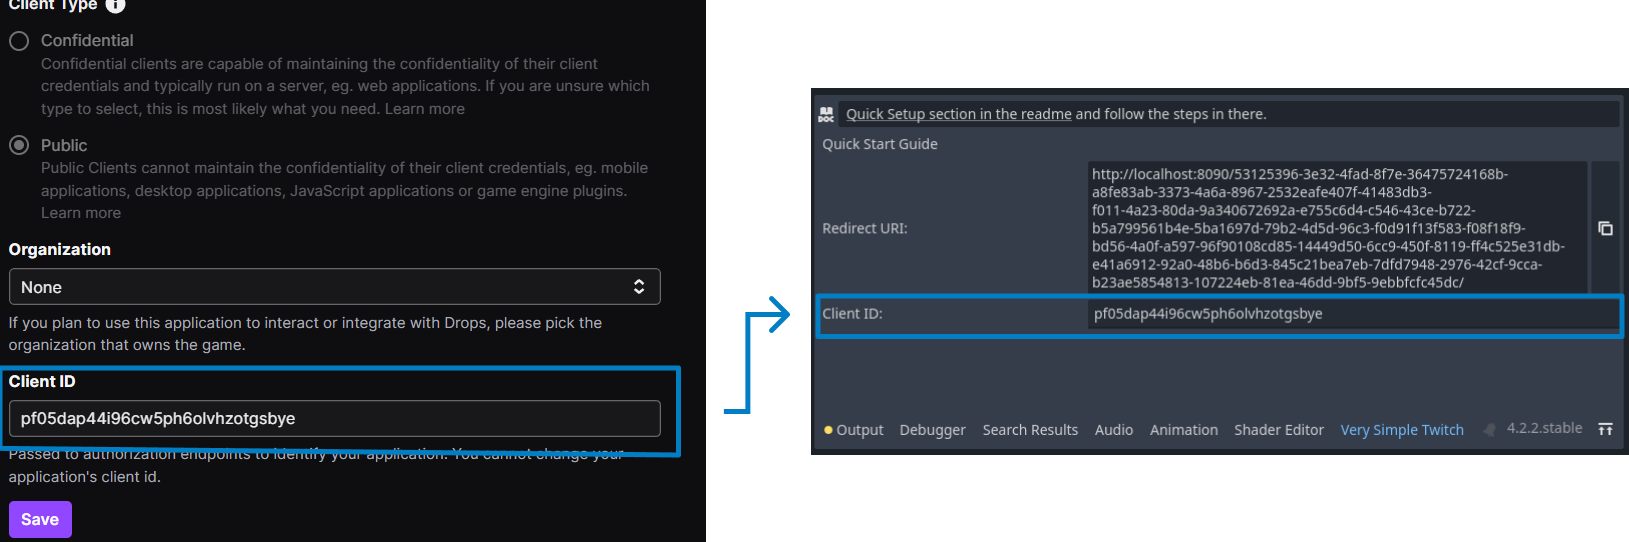 Client Type i
Confidential
Confidential clients are capable of maintaining the confidentiality of their client
credentials and typically run on a server, eg. web applications. If you are unsure which
type to select, this is most likely what you need. Learn more
Public
Public Clients cannot maintain the confidentiality of their client credentials, eg. mobile
applications, desktop applications, JavaScript applications or game engine plugins.
Learn more
Organization
None
If you plan to use this application to interact or integrate with Drops, please pick the
organization that owns the game.
Client ID
pf05dap44i96cw5ph6olvhzotgsbye
Passed to authorization endpoints to identify your application. You cannot change your
application's client id.
Save
DOC
Quick Setup section in the readme and follow the steps in there.
Quick Start Guide
Redirect URI:
http://localhost:8090/53125396-3e32-4fad-8f7e-36475724168b-
a8fe83ab-3373-4a6a-8967-2532eafe407f-41483db3-
f011-4a23-80da-9a340672692a-e755c6d4-c546-43ce-b722-
b5a799561b4e-5ba1697d-79b2-4d5d-96c3-f0d91f13f583-f08f18f9-
bd56-4a0f-a597-96f90108cd85-14449d50-6cc9-450f-8119-ff4c525e31db-
e41a6912-92a0-48b6-b6d3-845c21bea7eb-7dfd7948-2976-42cf-9cca-
b23ae5854813-107224eb-81ea-46dd-9bf5-9ebbfcfc45dc/
Client ID:
pf05dap44i96cw5ph6olvhzotgsbye
Output Debugger Search Results Audio Animation Shader Editor Very Simple Twitch 4.2.2.stable